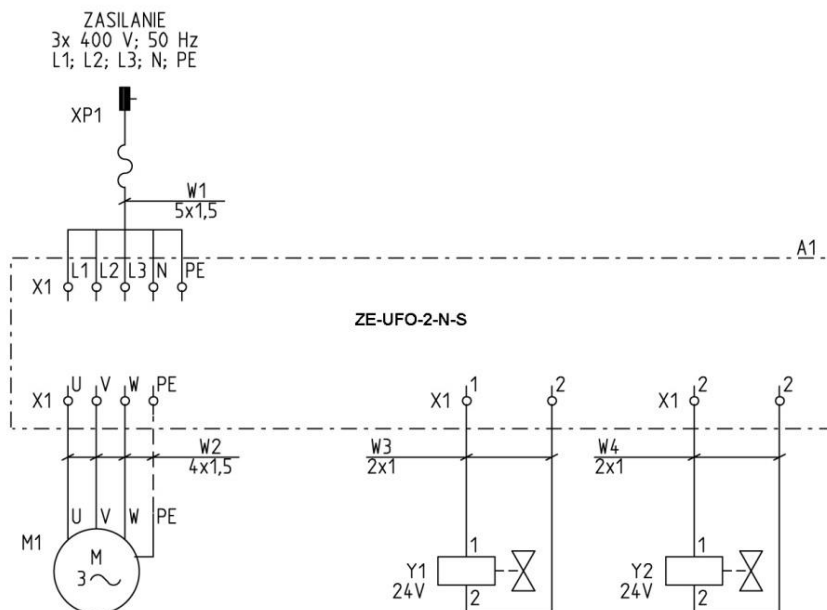 ZASILANIE
3x 400 V; 50 Hz
L1; L2; L3; N; PE
XP1
W1
5x1,5
A1
L1 L2 L3 N PE
X1
ZE-UFO-2-N-S
U V W PE 1 2 2 2
X1 X1 X1
W2 W3 W4
4x1,5 2x1 2x1
U V W PE
M1
M
3
1 1
Y1 Y2
24V 24V
2 2